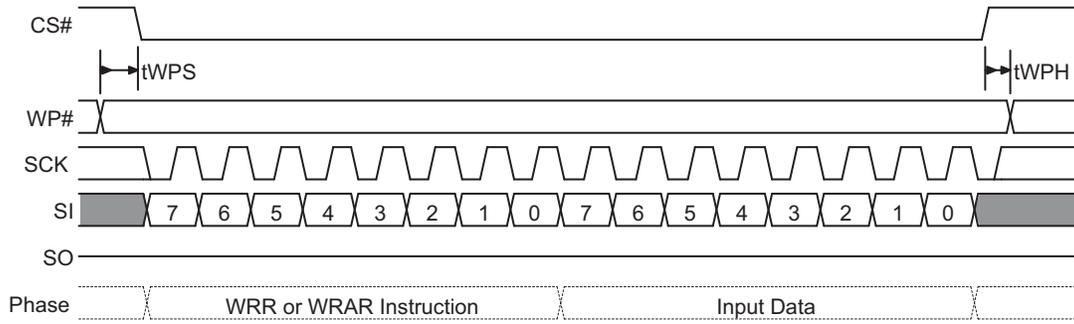 CS#
tWPS
tWPH
WP#
SCK
SI 7 6 5 4 3 2 1 0 7 6 5 4 3 2 1 0
SO
Phase WRR or WRAR Instruction Input Data